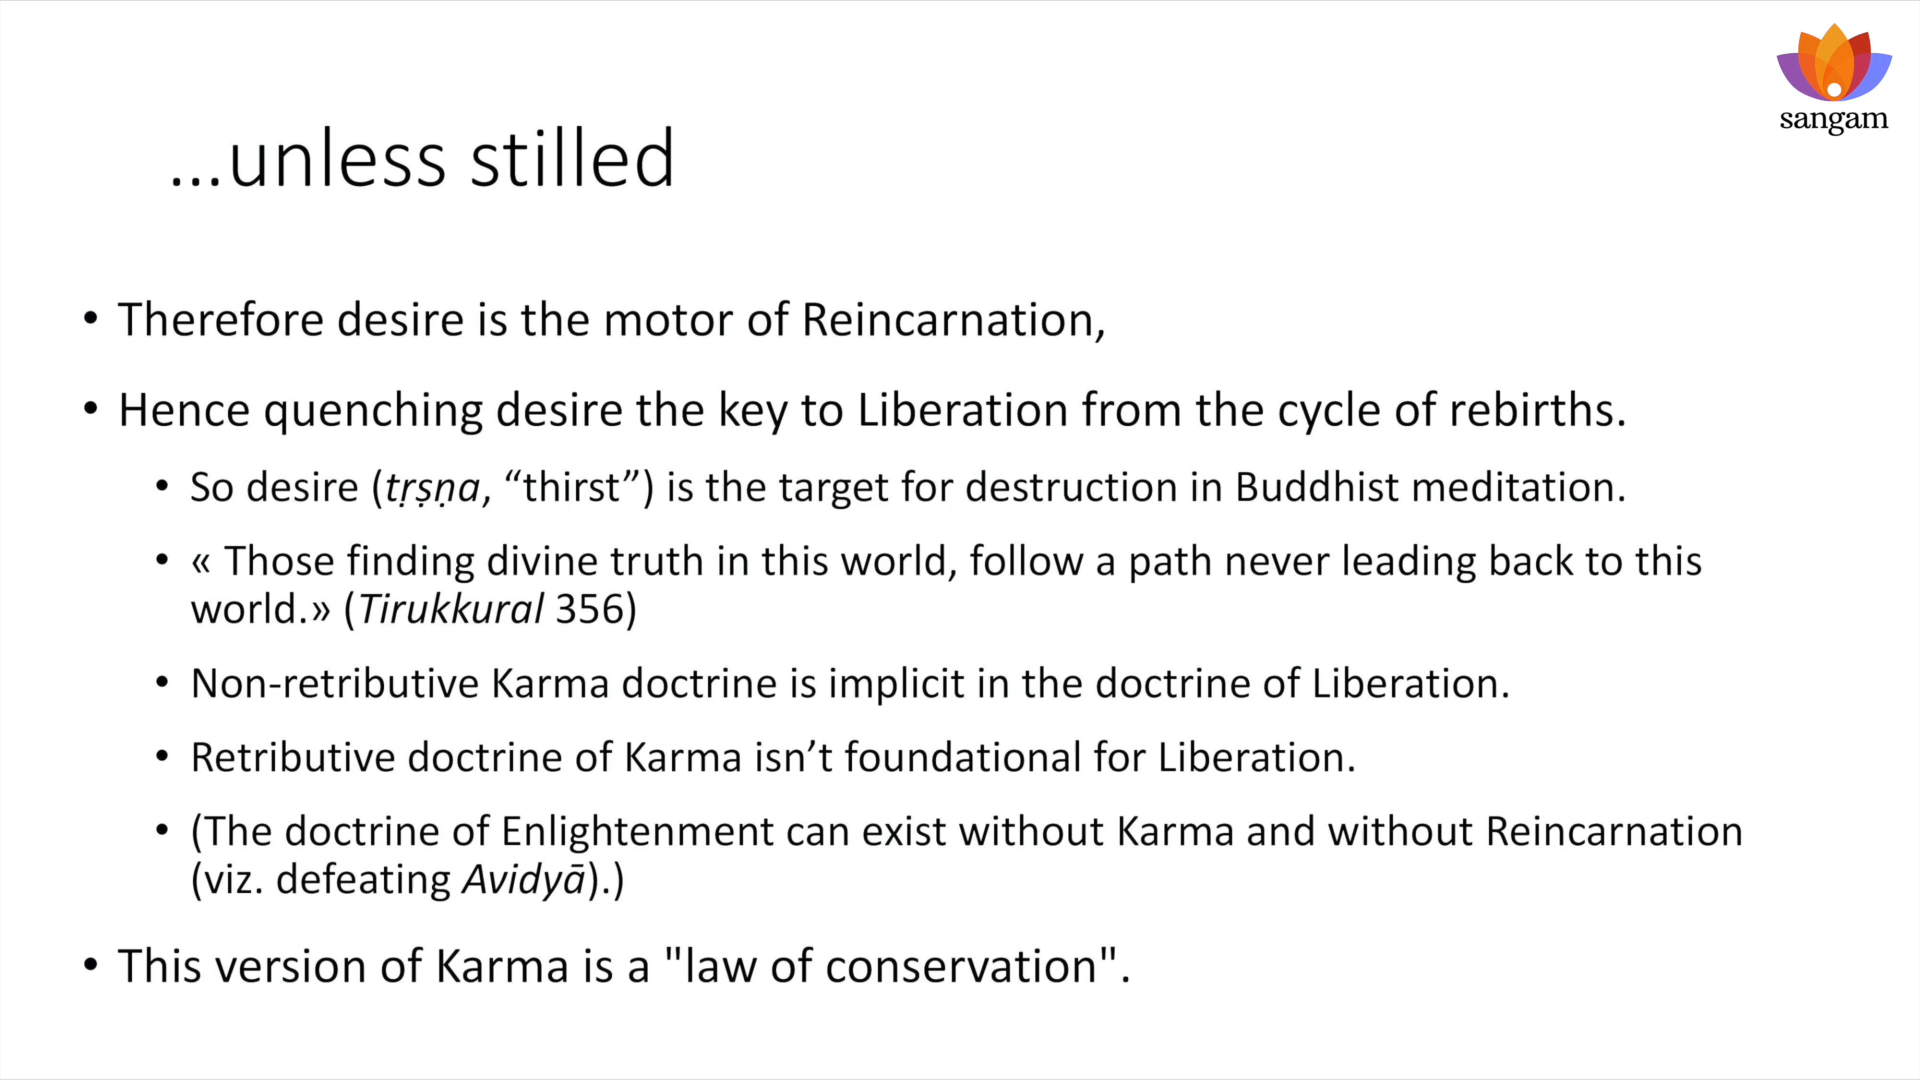 sangam
…unless stilled
• Therefore desire is the motor of Reincarnation,
• Hence quenching desire the key to Liberation from the cycle of rebirths.
• So desire (tṛṣṇa, “thirst”) is the target for destruction in Buddhist meditation.
• « Those finding divine truth in this world, follow a path never leading back to this
world.» (Tirukkural 356)
• Non-retributive Karma doctrine is implicit in the doctrine of Liberation.
• Retributive doctrine of Karma isn’t foundational for Liberation.
• (The doctrine of Enlightenment can exist without Karma and without Reincarnation
(viz. defeating Avidyā).)
• This version of Karma is a "law of conservation".